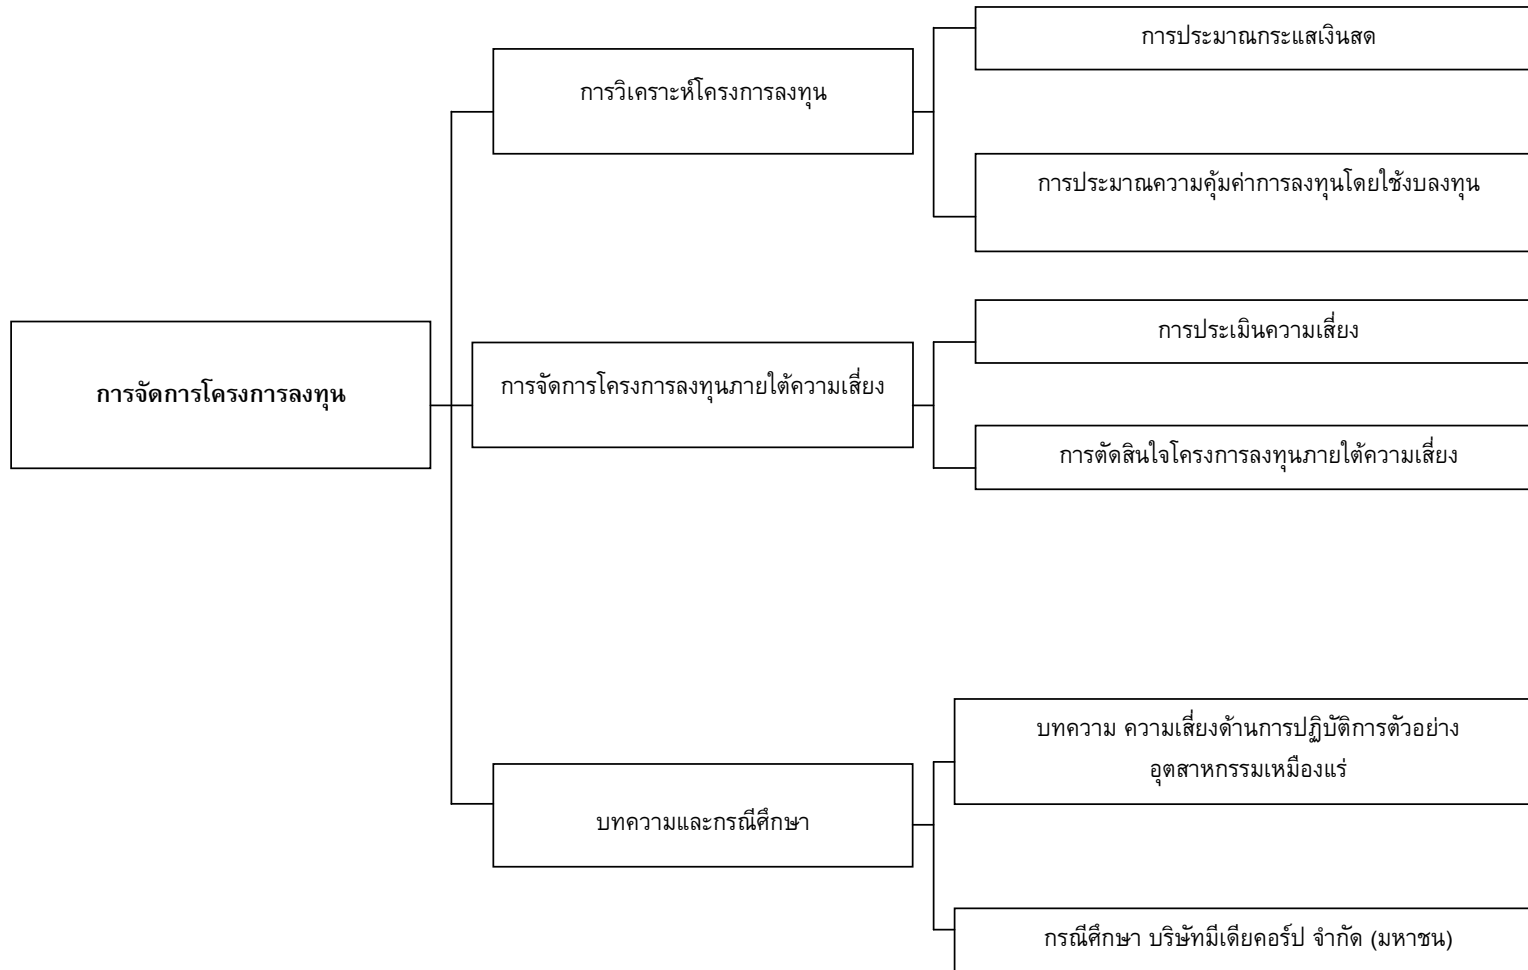 การประมาณกระแสเงินสด
การวิเคราะห์โครงการลงทุน
การประมาณความคุ้มค่าการลงทุนโดยใช้งบลงทุน
การประเมินความเสี่ยง
การจัดการโครงการลงทุน
การจัดการโครงการลงทุนภายใต้ความเสี่ยง
การตัดสินใจโครงการลงทุนภายใต้ความเสี่ยง
บทความ ความเสี่ยงด้านการปฏิบัติการตัวอย่าง
อุตสาหกรรมเหมืองแร่
บทความและกรณีศึกษา
กรณีศึกษา บริษัทมีเดียคอร์ป จำกัด (มหาชน)